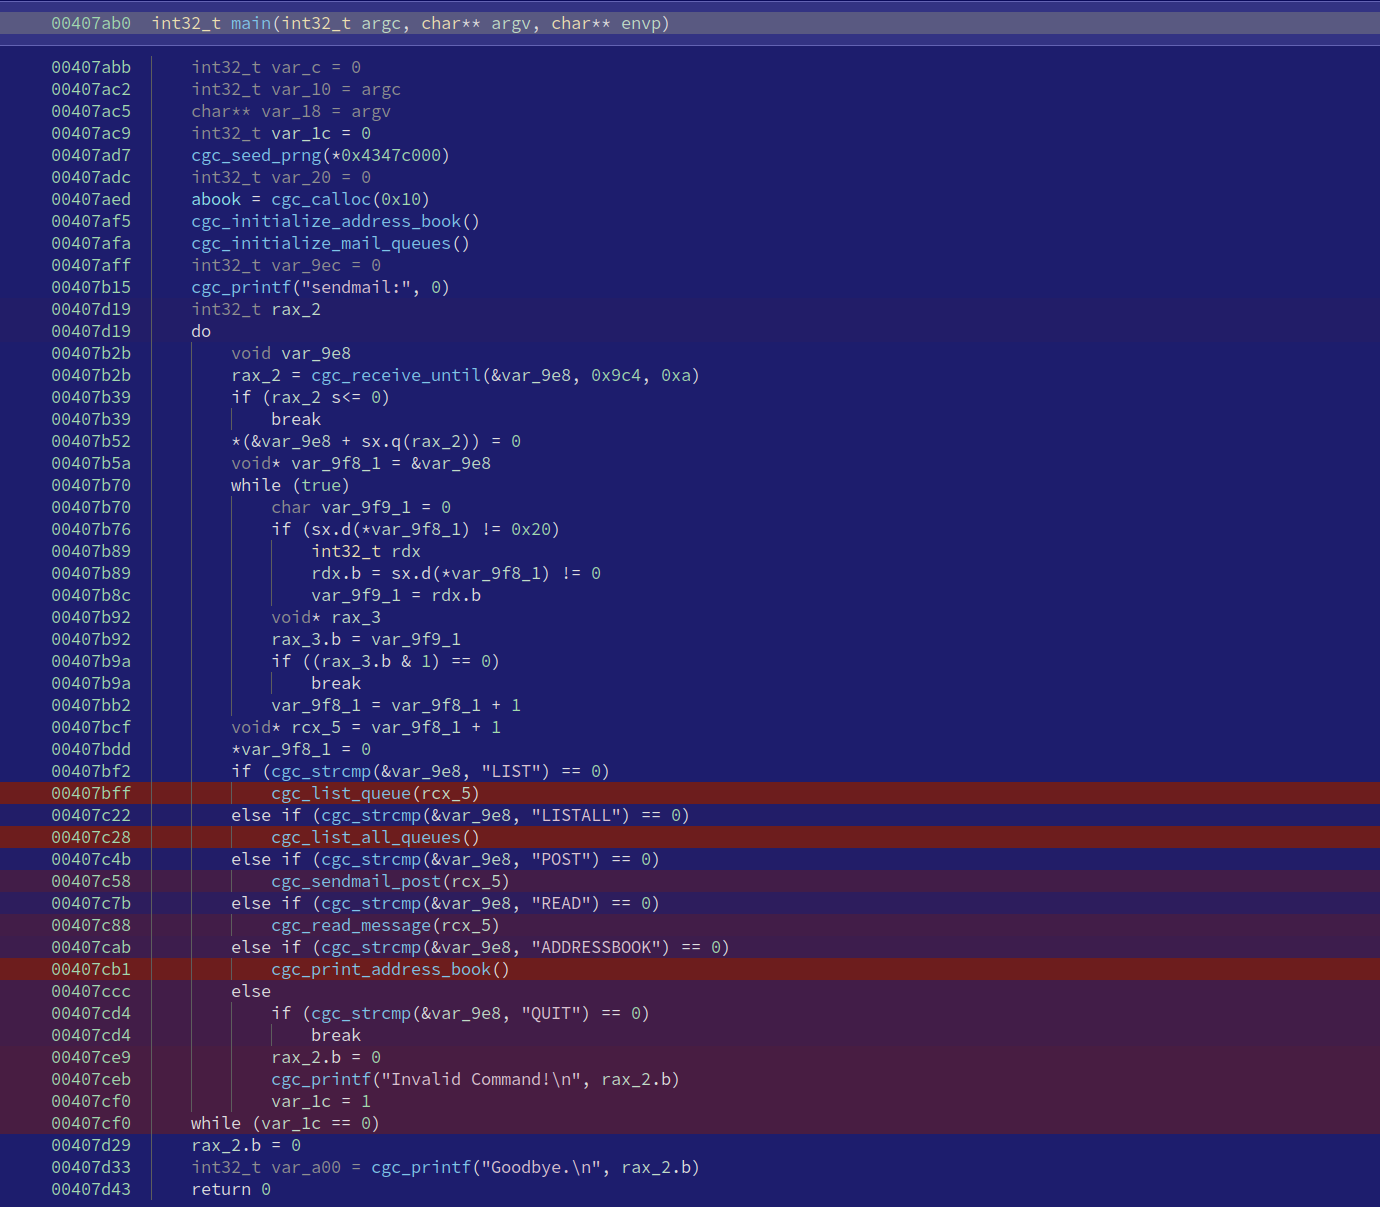 00407ab0 int32_t main(int32_t argc, char** argv, char** envp)
00407abb int32_t var_c = 0
00407ac2 int32_t var_10 = argc
00407ac5 char** var_18 = argv
00407ac9 int32_t var_1c = 0
00407ad7 cgc_seed_prng(*0x4347c000)
00407adc int32_t var_20 = 0
00407aed abook = cgc_calloc(0x10)
00407af5 cgc_initialize_address_book()
00407afa cgc_initialize_mail_queues()
00407aff int32_t var_9ec = 0
00407b15 cgc_printf("sendmail:", 0)
00407d19 int32_t rax_2
00407d19 do
00407b2b void var_9e8
00407b2b rax_2 = cgc_receive_until(&var_9e8, 0x9c4, 0xa)
00407b39 if (rax_2 s<= 0)
00407b39 break
00407b52 *(&var_9e8 + sx.q(rax_2)) = 0
00407b5a void* var_9f8_1 = &var_9e8
00407b70 while (true)
00407b70 char var_9f9_1 = 0
00407b76 if (sx.d(*var_9f8_1) != 0x20)
00407b89 int32_t rdx
00407b89 rdx.b = sx.d(*var_9f8_1) != 0
00407b8c var_9f9_1 = rdx.b
00407b92 void* rax_3
00407b92 rax_3.b = var_9f9_1
00407b9a if ((rax_3.b & 1) == 0)
00407b9a break
00407bb2 var_9f8_1 = var_9f8_1 + 1
00407bcf void* rcx_5 = var_9f8_1 + 1
00407bdd *var_9f8_1 = 0
00407bf2 if (cgc_strcmp(&var_9e8, "LIST") == 0)
00407bff cgc_list_queue(rcx_5)
00407c22 else if (cgc_strcmp(&var_9e8, "LISTALL") == 0)
00407c28 cgc_list_all_queues()
00407c4b else if (cgc_strcmp(&var_9e8, "POST") == 0)
00407c58 cgc_sendmail_post(rcx_5)
00407c7b else if (cgc_strcmp(&var_9e8, "READ") == 0)
00407c88 cgc_read_message(rcx_5)
00407cab else if (cgc_strcmp(&var_9e8, "ADDRESSBOOK") == 0)
00407cb1 cgc_print_address_book()
00407ccc else
00407cd4 if (cgc_strcmp(&var_9e8, "QUIT") == 0)
00407cd4 break
00407ce9 rax_2.b = 0
00407ceb cgc_printf("Invalid Command!\n", rax_2.b)
00407cf0 var_1c = 1
00407cf0 while (var_1c == 0)
00407d29 rax_2.b = 0
00407d33 int32_t var_a00 = cgc_printf("Goodbye.\n", rax_2.b)
00407d43 return 0